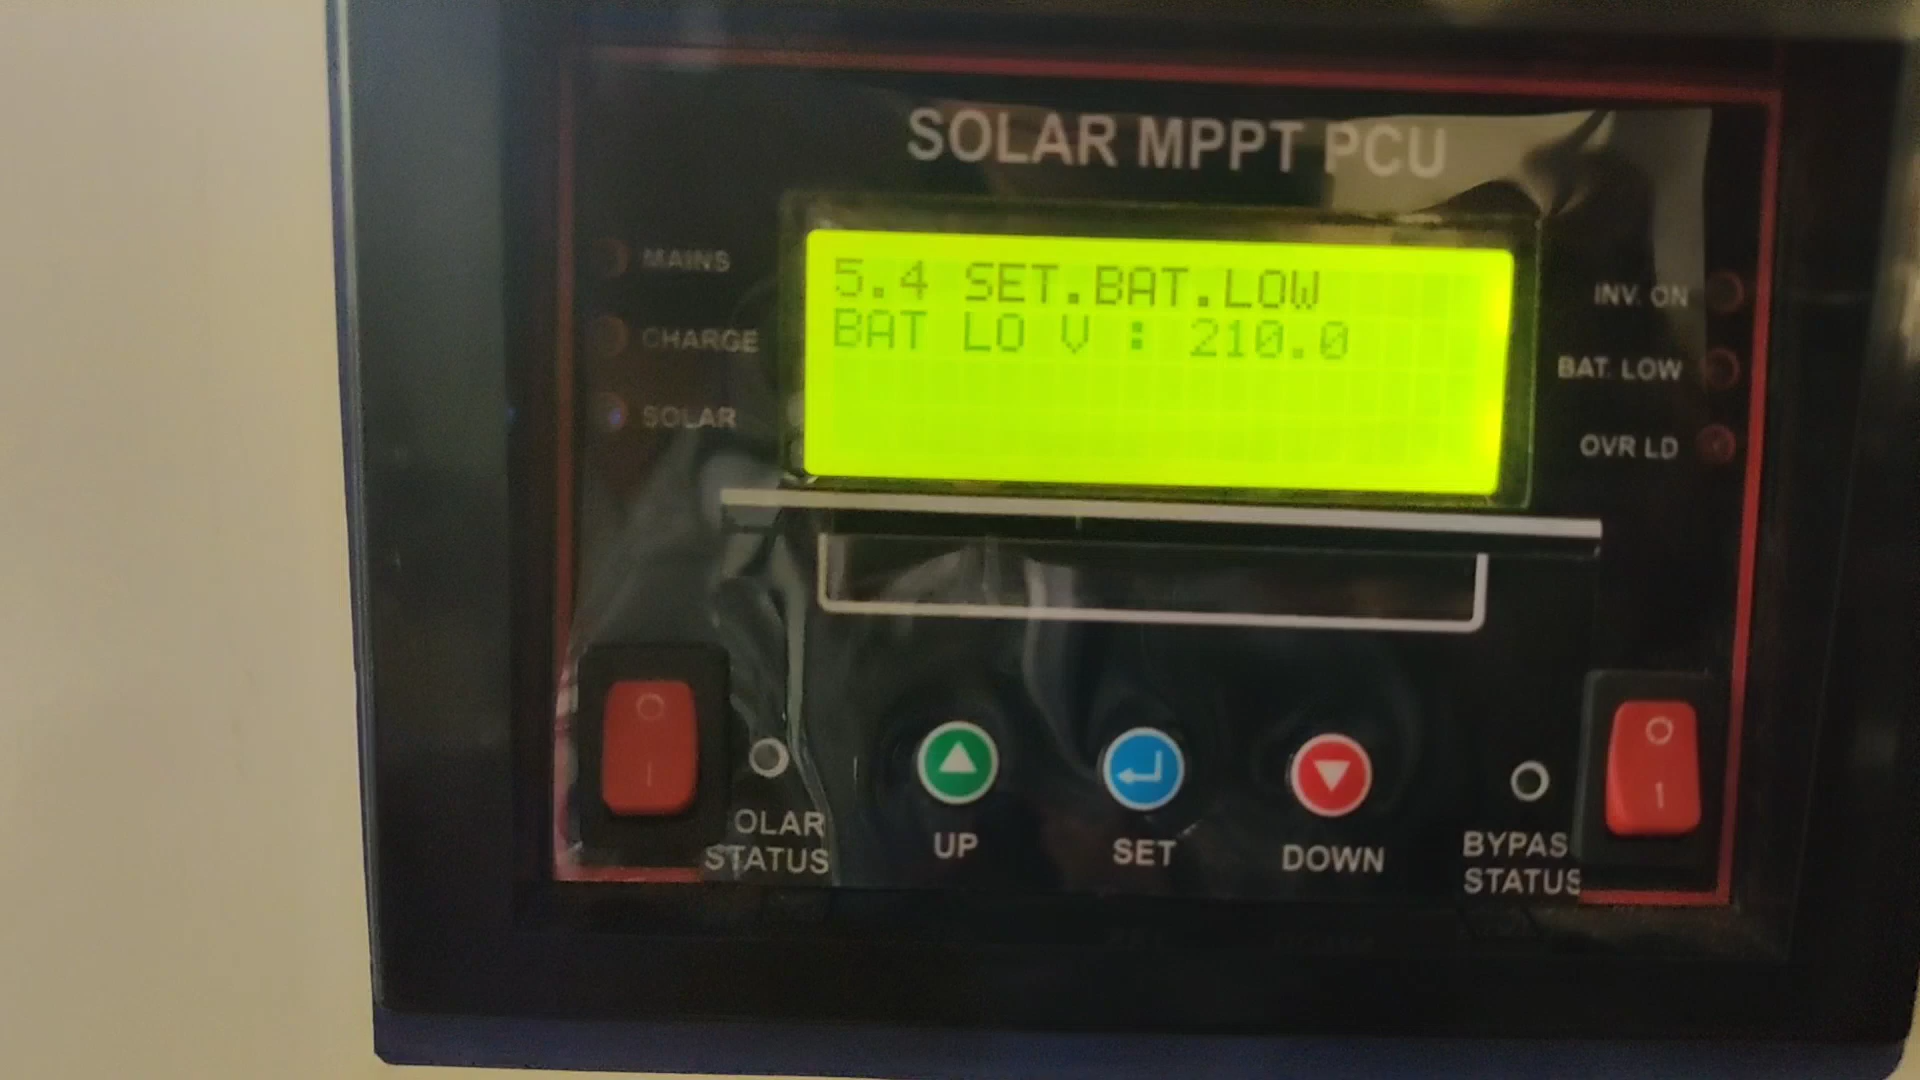 SOLAR MPPT PCU
MAINS
CHARGE
SOLAR
5.4 SET.BAT.LOW
BAT LO V : 210.0
INV. ON
BAT. LOW
OVR LD
OLAR
STATUS
UP
SET
DOWN
BYPAS
STATUS